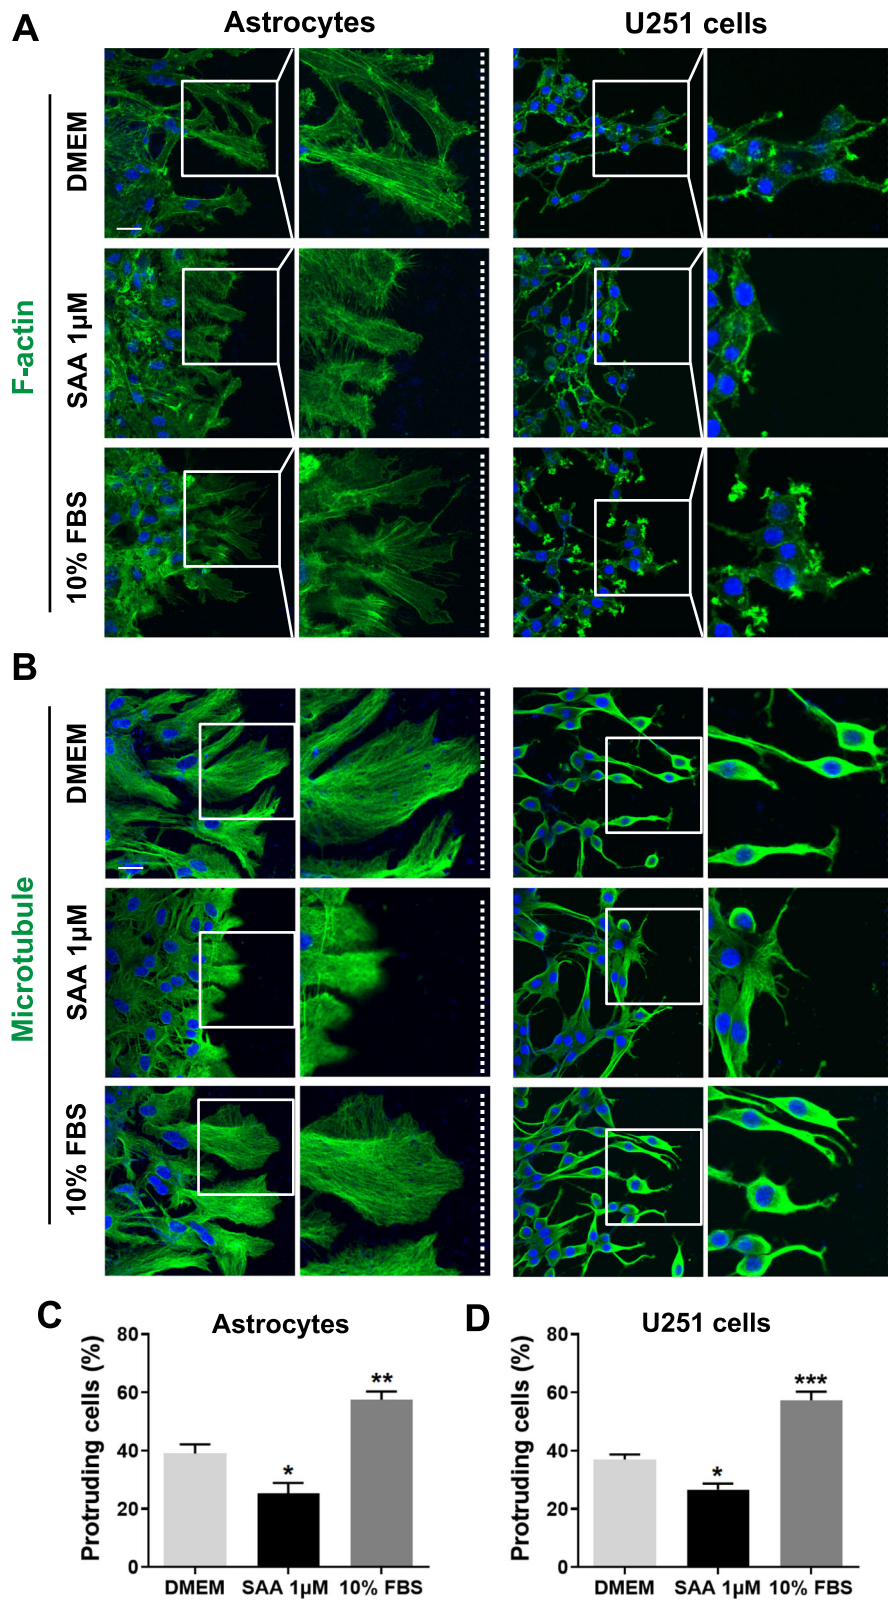 A
Astrocytes
U251 cells
F-actin
DMEM
SAA 1μM
10% FBS
B
Microtubule
DMEM
SAA 1μM
10% FBS
C
Astrocytes
Protruding cells (%)
80
60
40
20
0
*
**
DMEM
SAA 1μM
10% FBS
D
U251 cells
Protruding cells (%)
80
60
40
20
0
*
***
DMEM
SAA 1μM
10% FBS